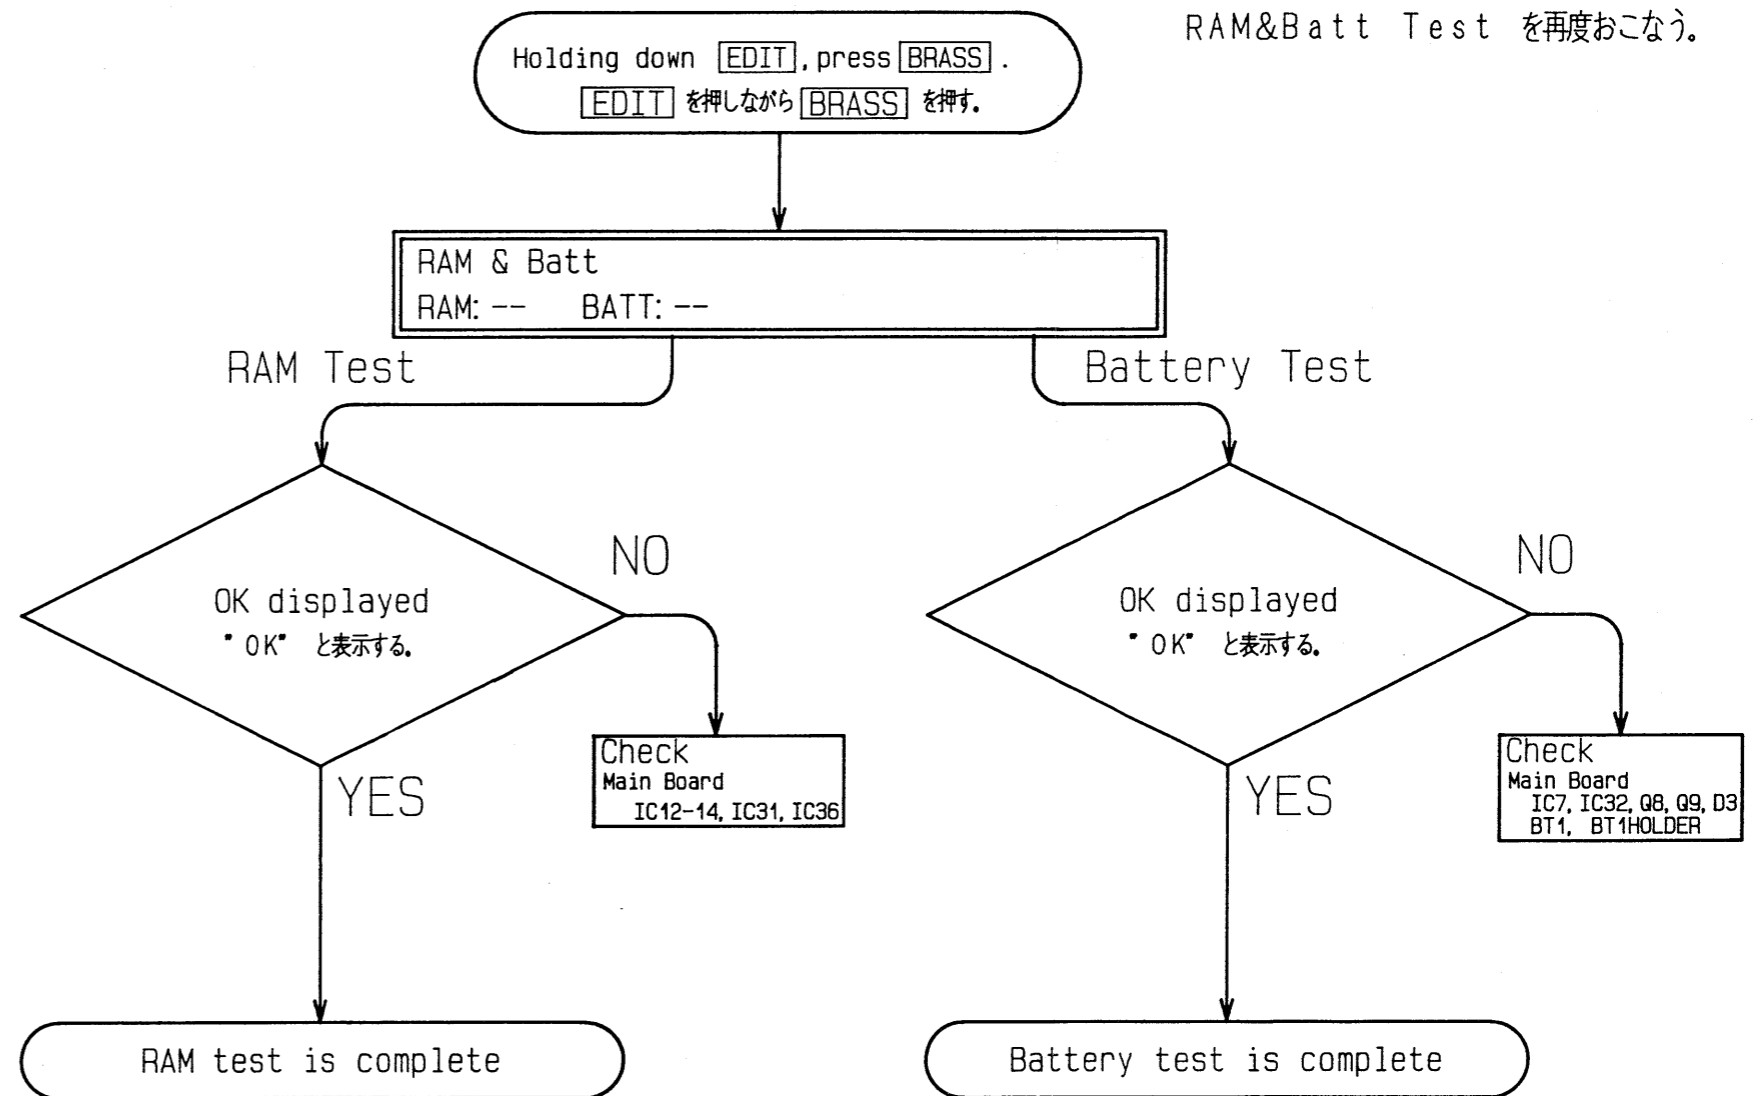 RAM&Batt Test を再度おこなう。
Holding down EDIT, press BRASS.
EDIT を押しながら BRASS を押す。
RAM & Batt
RAM: -- BATT: --
RAM Test
Battery Test
NO
OK displayed
"OK" と表示する。
NO
OK displayed
"OK" と表示する。
Check
Main Board
IC12-14, IC31, IC36
Check
Main Board
IC7, IC32, Q8, Q9, D3
BT1, BT1HOLDER
YES
YES
RAM test is complete
Battery test is complete